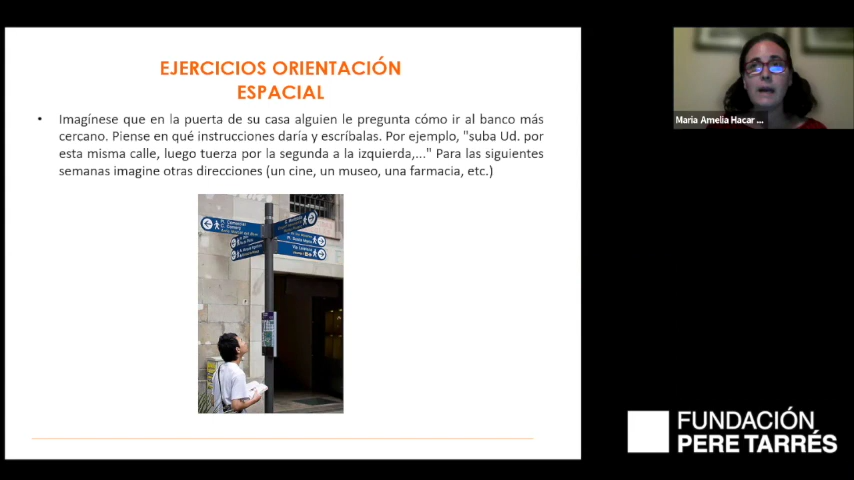 EJERCICIOS ORIENTACIÓN
ESPACIAL
• Imagínese que en la puerta de su casa alguien le pregunta cómo ir al banco más
cercano. Piense en qué instrucciones daría y escríbalas. Por ejemplo, "suba Ud. por
esta misma calle, luego tuerza por la segunda a la izquierda,..." Para las siguientes
semanas imagine otras direcciones (un cine, un museo, una farmacia, etc.)
Maria Amelia Hacar ...
FUNDACIÓN
PERE TARRÉS